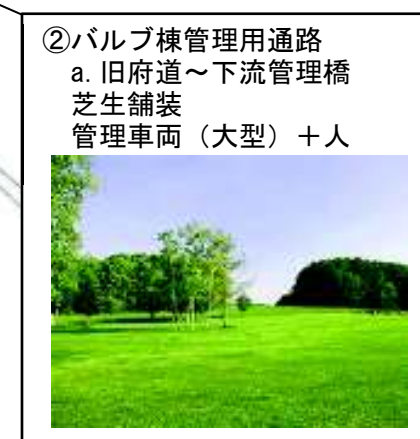 ②バルブ棟管理用通路
a. 旧府道～下流管理橋
芝生舗装
管理車両（大型）＋人